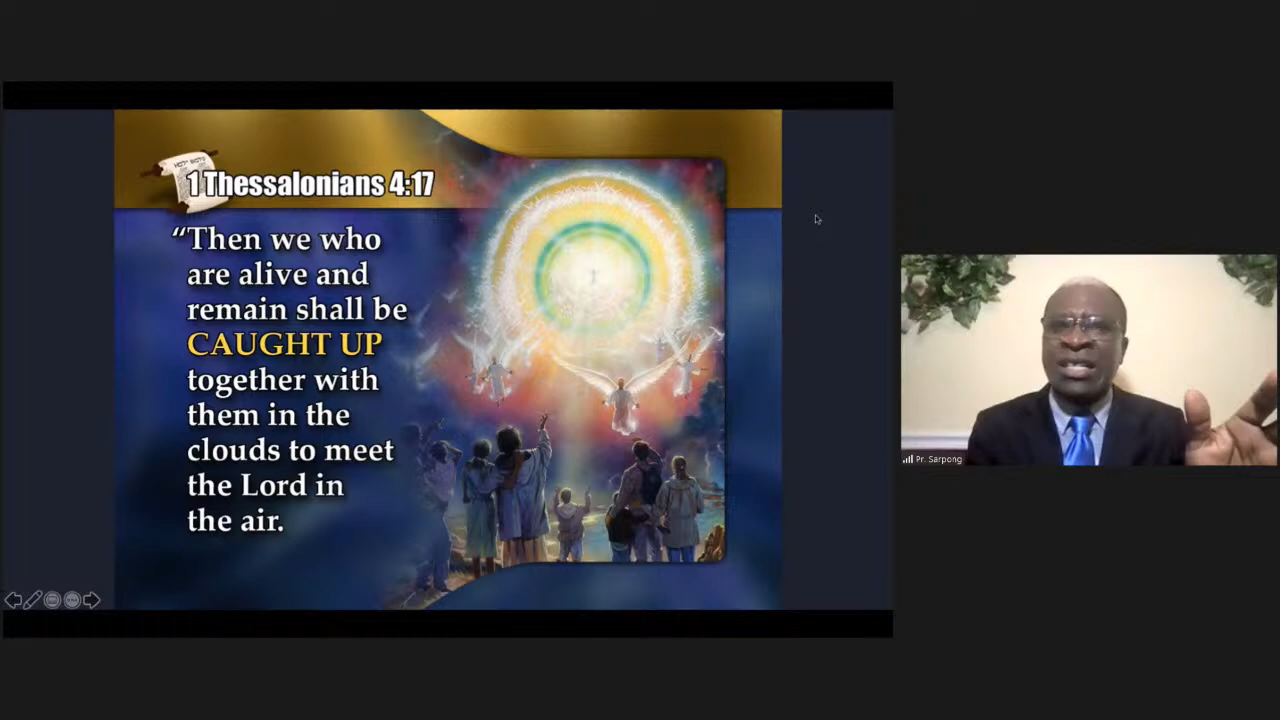 1 Thessalonians 4:17
“Then we who
are alive and
remain shall be
CAUGHT UP
together with
them in the
clouds to meet
the Lord in
the air.
Pr. Sarpong